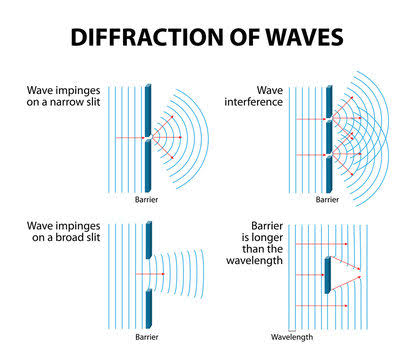 DIFFRACTION OF WAVES
Wave impinges
on a narrow slit
Barrier
Wave
interference
Barrier
Wave impinges
on a broad slit
Barrier
Barrier
is longer
than the
wavelength
Wavelength